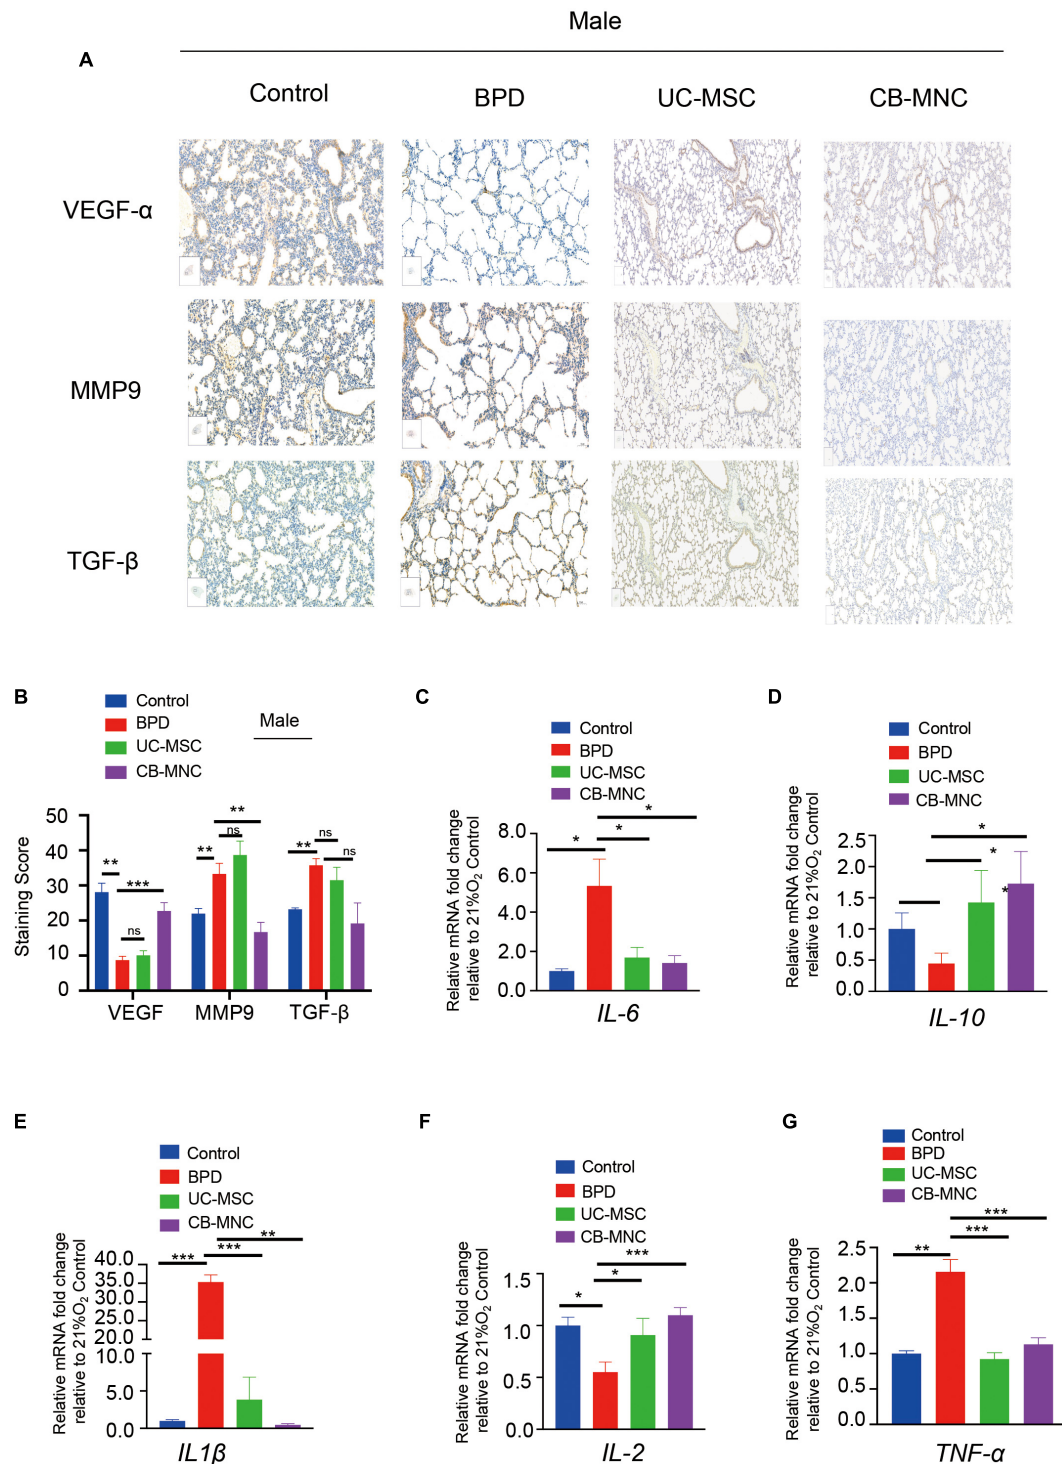 Male
A
Control BPD UC-MSC CB-MNC
VEGF-α
MMP9
TGF-β
B
Control
BPD
UC-MSC
CB-MNC
Male
Staining Score
50
40
30
20
10
0
** *** ns
** ns **
** ns ns
VEGF MMP9 TGF-β
C
Control
BPD
UC-MSC
CB-MNC
Relative mRNA fold change
relative to 21%O₂ Control
8.0
6.0
4.0
2.0
0.0
* * *
IL-6
D
Control
UC-MSC
BPD
CB-MNC
Relative mRNA fold change
relative to 21%O₂ Control
2.5
2.0
1.5
1.0
0.5
0.0
* * *
IL-10
E
Control
BPD
UC-MSC
CB-MNC
Relative mRNA fold change
relative to 21%O₂ Control
40.0
35.0
30.0
25.0
20.0
10.0
5.0
0.0
*** *** **
IL1β
F
Control
BPD
UC-MSC
CB-MNC
Relative mRNA fold change
relative to 21%O₂ Control
1.5
1.0
0.5
0.0
* * ***
IL-2
G
Control
BPD
UC-MSC
CB-MNC
Relative mRNA fold change
relative to 21%O₂ Control
2.5
2.0
1.5
1.0
0.5
0.0
** *** ***
TNF-α